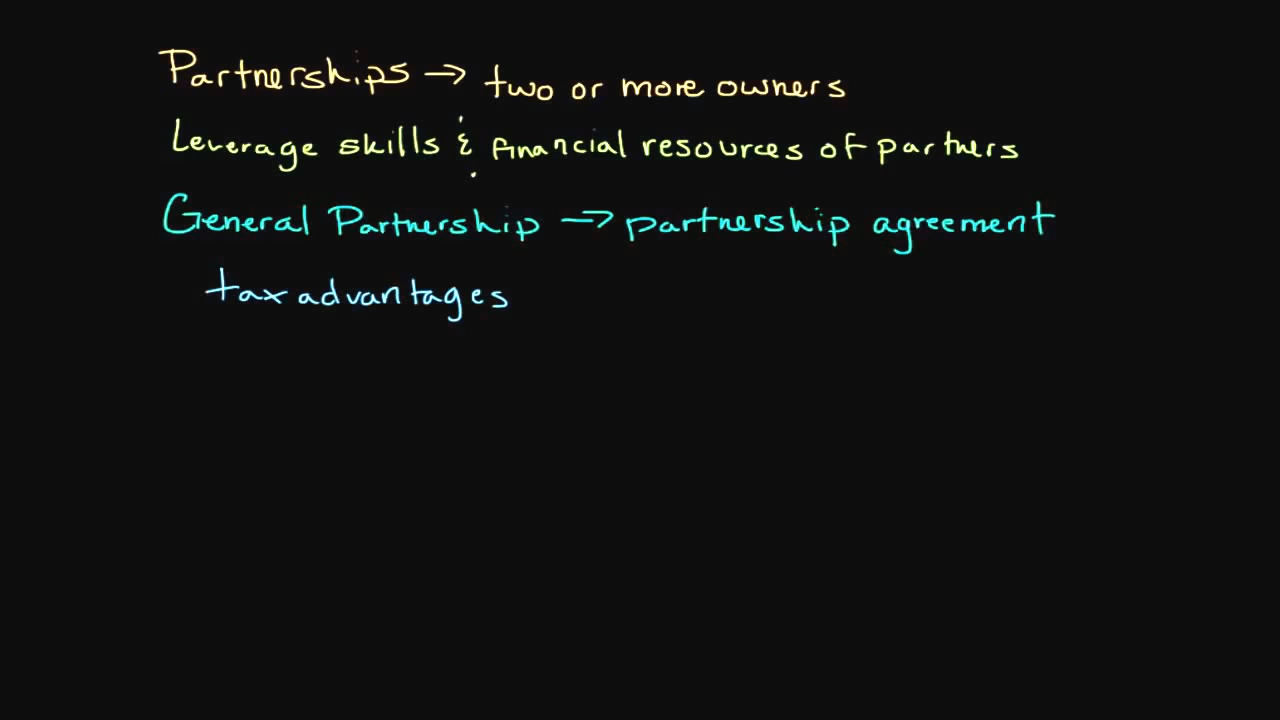 Partnerships → two or more owners
Leverage skills & financial resources of partners
General Partnership → partnership agreement
tax advantages